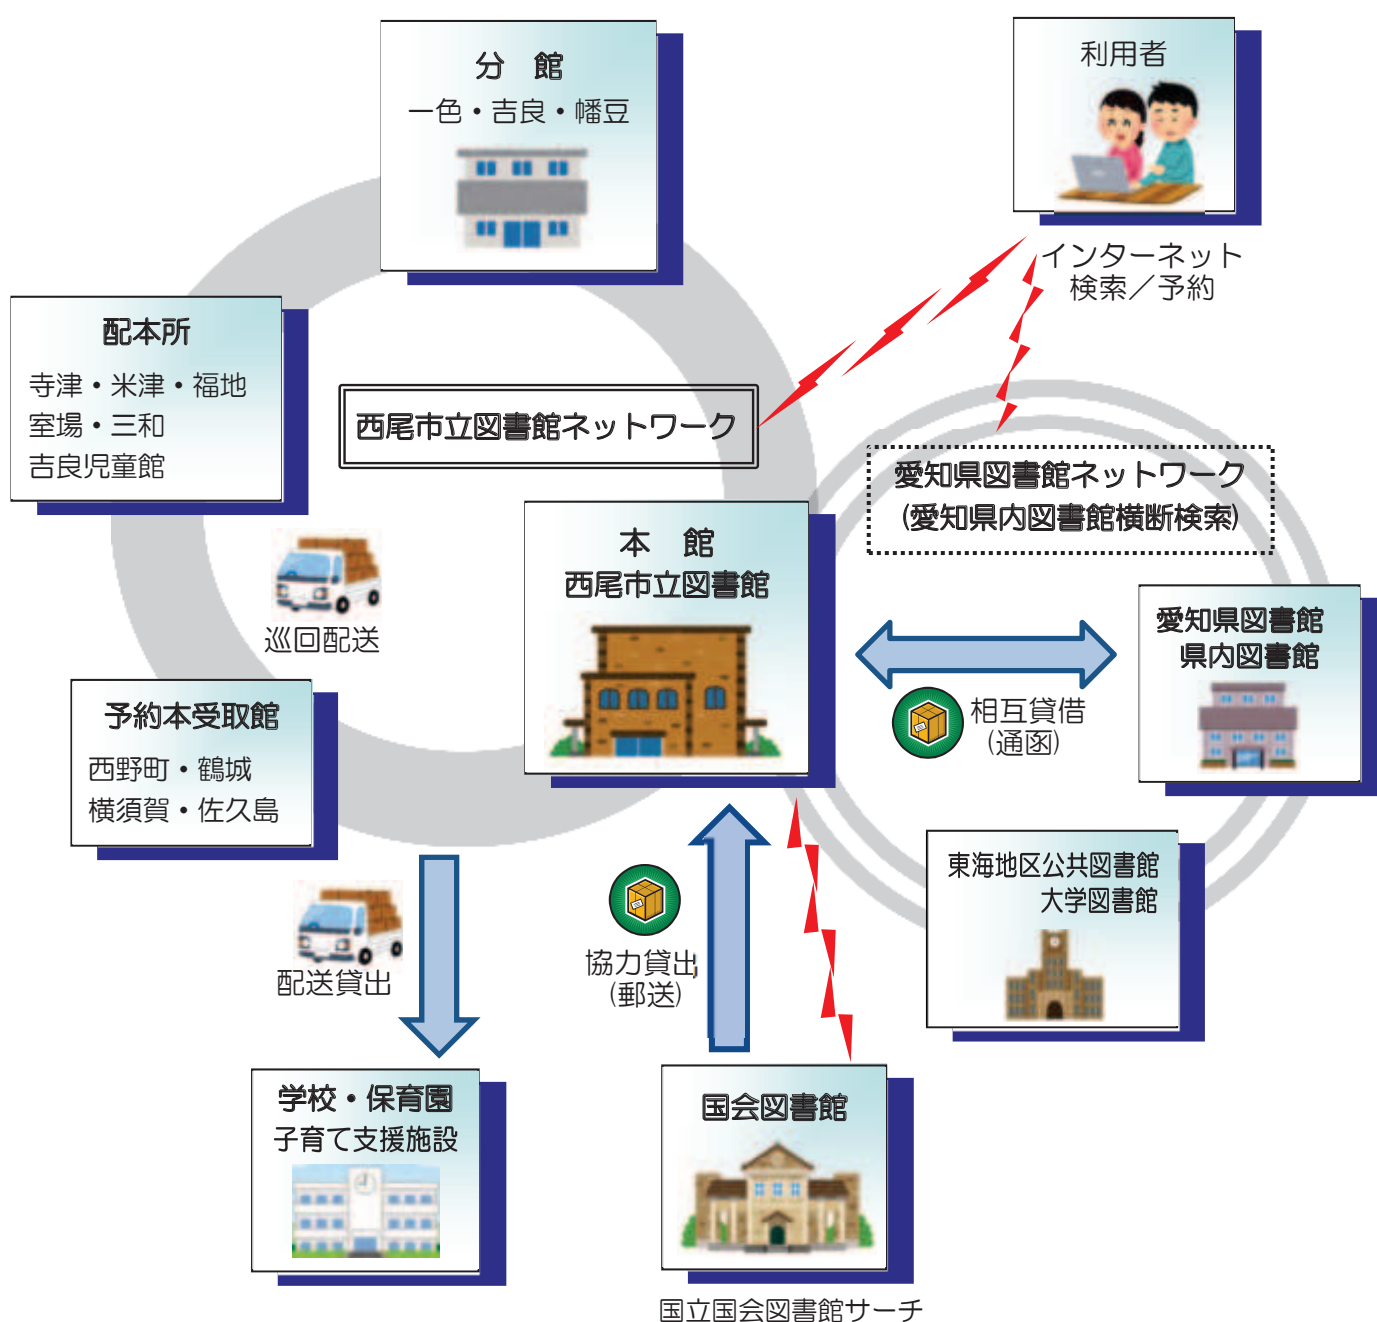 分　館
一色・吉良・幡豆
利用者
インターネット
検索／予約
配本所
寺津・米津・福地
室場・三和
吉良児童館
西尾市立図書館ネットワーク
愛知県図書館ネットワーク
(愛知県内図書館横断検索)
本　館
西尾市立図書館
巡回配送
愛知県図書館
県内図書館
相互貸借
(通函)
予約本受取館
西野町・鶴城
横須賀・佐久島
東海地区公共図書館
大学図書館
配送貸出
協力貸出
(郵送)
学校・保育園
子育て支援施設
国会図書館
国立国会図書館サーチ